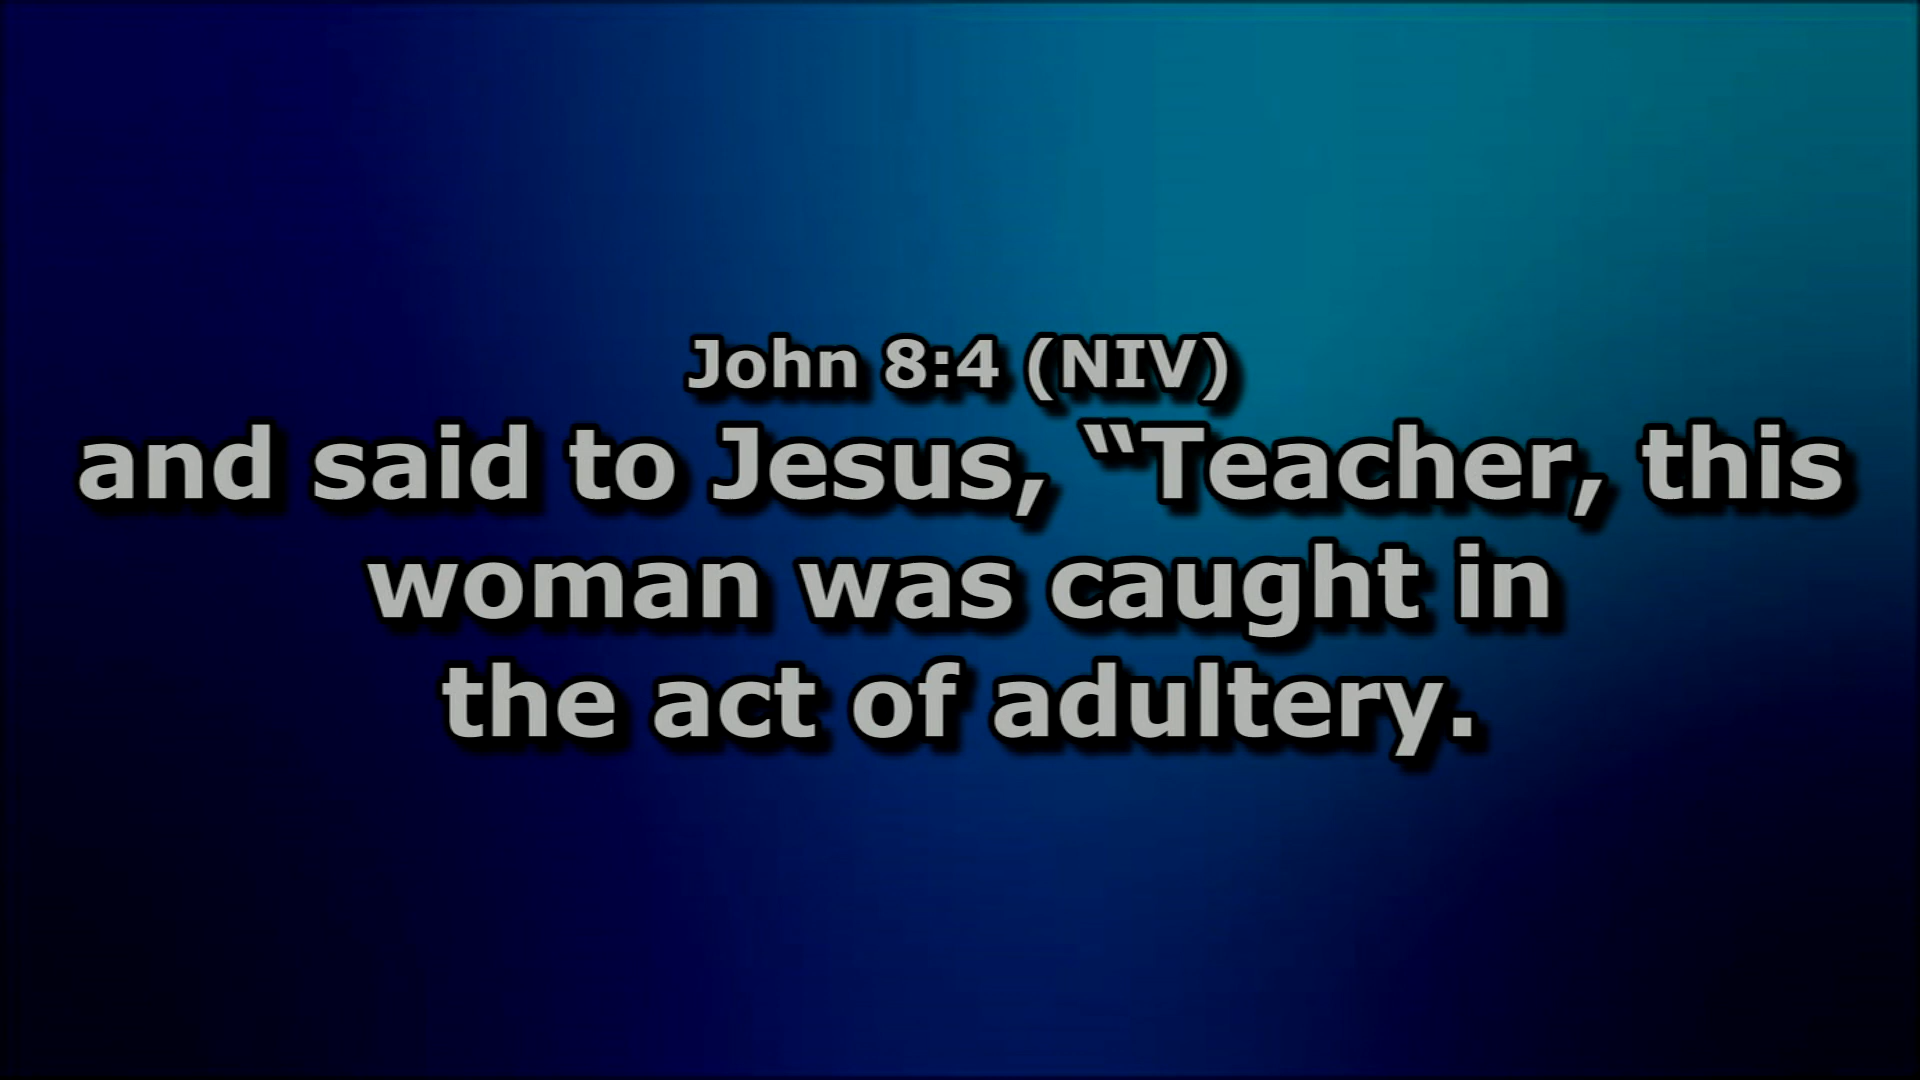 John 8:4 (NIV)
and said to Jesus, “Teacher, this
woman was caught in
the act of adultery.